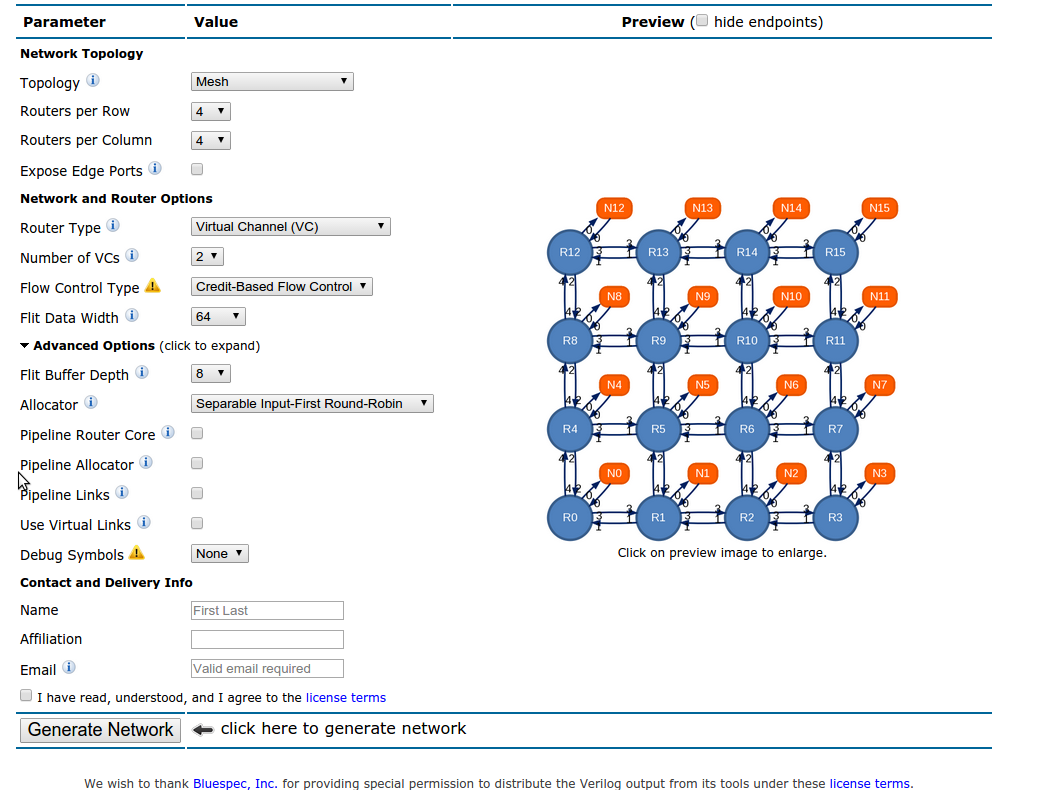 Parameter Value Preview ( hide endpoints)
Network Topology
Topology Mesh
Routers per Row 4
Routers per Column 4
Expose Edge Ports
Network and Router Options
Router Type Virtual Channel (VC)
Number of VCs 2
Flow Control Type Credit-Based Flow Control
Flit Data Width 64
Advanced Options (click to expand)
Flit Buffer Depth 8
Allocator Separable Input-First Round-Robin
Pipeline Router Core
Pipeline Allocator
Pipeline Links
Use Virtual Links
Debug Symbols None
Contact and Delivery Info
Name First Last
Affiliation
Email Valid email required
I have read, understood, and I agree to the license terms
Generate Network click here to generate network
N12 N13 N14 N15
R12 R13 R14 R15
N8 N9 N10 N11
R8 R9 R10 R11
N4 N5 N6 N7
R4 R5 R6 R7
N0 N1 N2 N3
R0 R1 R2 R3
Click on preview image to enlarge.
We wish to thank Bluespec, Inc. for providing special permission to distribute the Verilog output from its tools under these license terms.